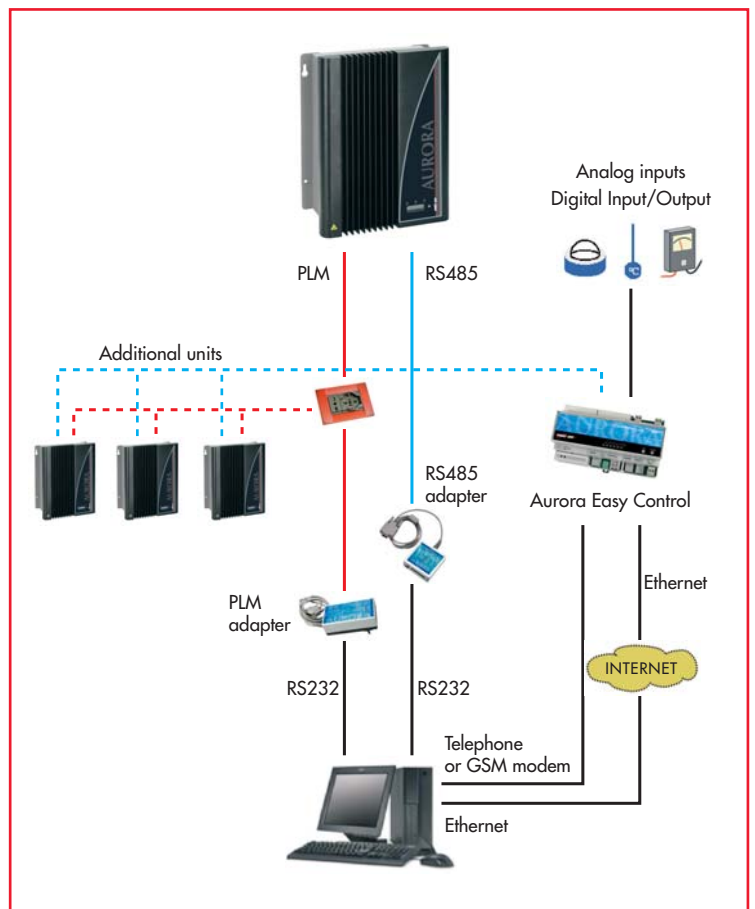 AURORA
Analog inputs
Digital Input/Output
°C
PLM
RS485
Additional units
RS485
adapter
Aurora Easy Control
Ethernet
PLM
adapter
INTERNET
RS232
RS232
Telephone
or GSM modem
Ethernet